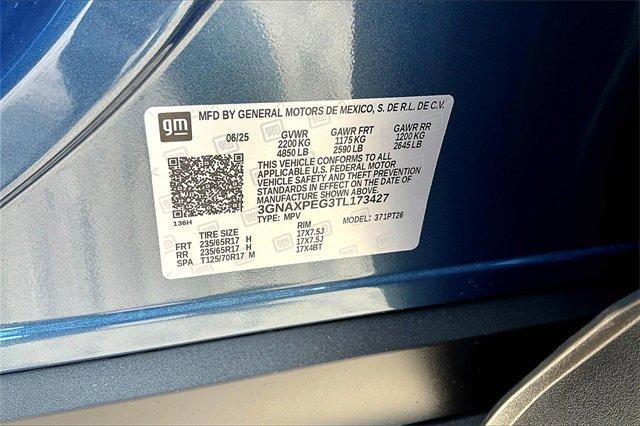 gm
MFD BY GENERAL MOTORS DE MEXICO, S. DE R.L. DE C.V.
06/25 GVWR GAWR FRT GAWR RR
2200 KG 1175 KG 1200 KG
4850 LB 2590 LB 2645 LB
THIS VEHICLE CONFORMS TO ALL
APPLICABLE U.S. FEDERAL MOTOR
VEHICLE SAFETY AND THEFT PREVENTION
STANDARDS IN EFFECT ON THE DATE OF
MANUFACTURE SHOWN ABOVE.
3GNAXPEG3TL173427
136H TYPE: MPV MODEL: 371PT26
TIRE SIZE RIM
FRT 235/65R17 H 17X7.5J
RR 235/65R17 H 17X7.5J
SPA T125/70R17 M 17X4BT